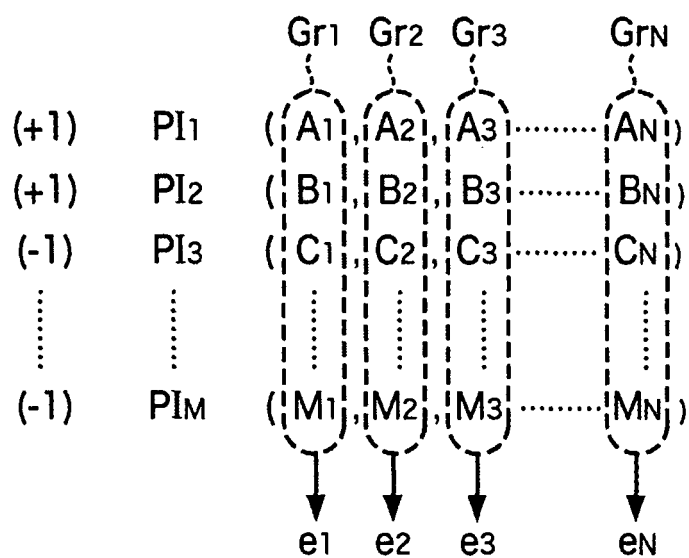 Gr1 Gr2 Gr3 GrN
(+1) PI1 (A1, A2, A3 ········· AN)
(+1) PI2 (B1, B2, B3 ········· BN)
(-1) PI3 (C1, C2, C3 ········· CN)
(-1) PIM (M1, M2, M3 ········· MN)
e1 e2 e3 eN